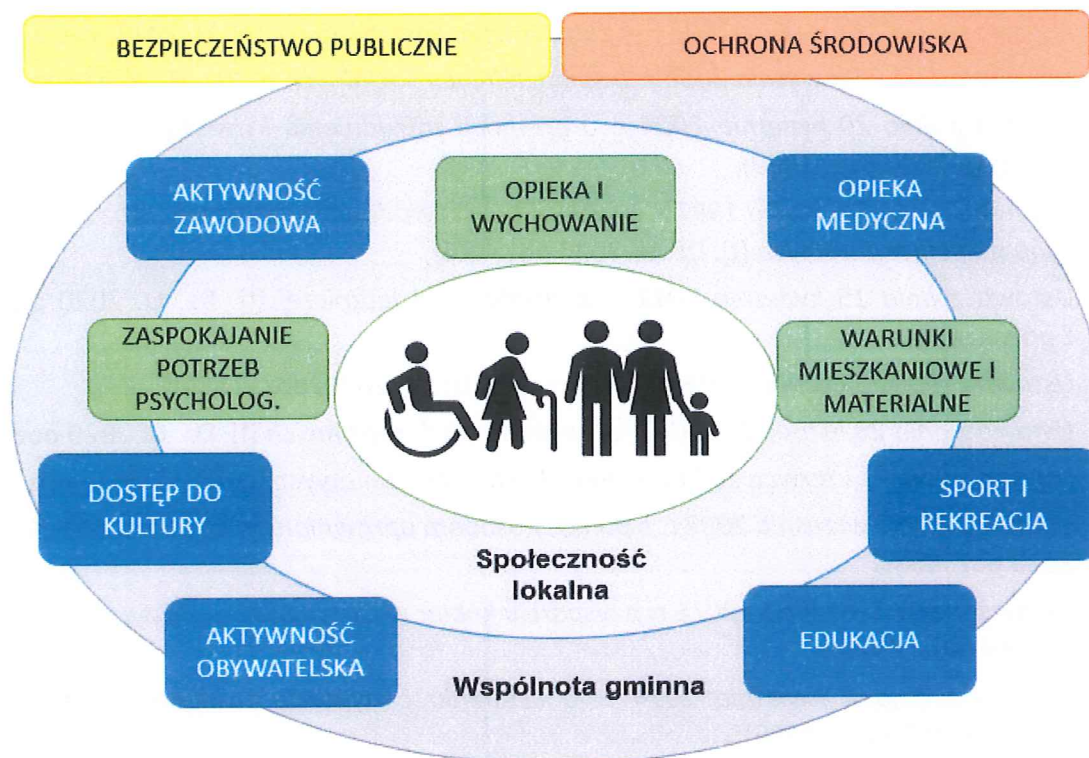 BEZPIECZEŃSTWO PUBLICZNE
OCHRONA ŚRODOWISKA
AKTYWNOŚĆ
ZAWODOWA
OPIEKA I
WYCHOWANIE
OPIEKA
MEDYCZNA
ZASPOKAJANIE
POTRZEB
PSYCHOLOG.
WARUNKI
MIESZKANIOWE I
MATERIALNE
DOSTĘP DO
KULTURY
SPORT I
REKREACJA
Społeczność
lokalna
AKTYWNOŚĆ
OBYWATELSKA
EDUKACJA
Wspólnota gminna